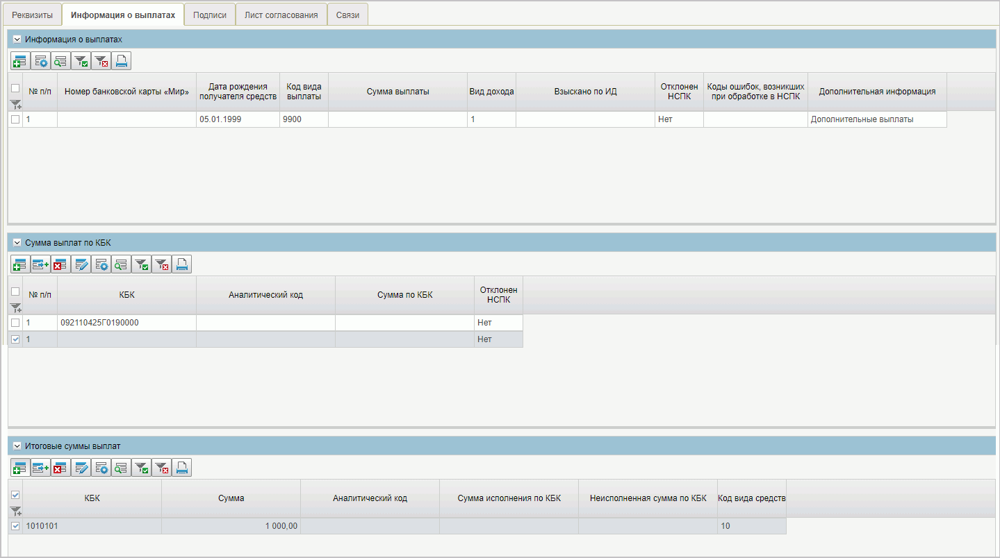 Реквизиты Информация о выплатах Подписи Лист согласования Связи
Информация о выплатах
№ п/п Номер банковской карты «Мир» Дата рождения получателя средств Код вида выплаты Сумма выплаты Вид дохода Взыскано по ИД Отклонен НСПК Коды ошибок, возникших при обработке в НСПК Дополнительная информация
1 05.01.1999 9900 1 Нет Дополнительные выплаты
Сумма выплат по КБК
№ п/п КБК Аналитический код Сумма по КБК Отклонен НСПК
1 092110425Г0190000 Нет
1 Нет
Итоговые суммы выплат
КБК Сумма Аналитический код Сумма исполнения по КБК Неисполненная сумма по КБК Код вида средств
1010101 1 000,00 10